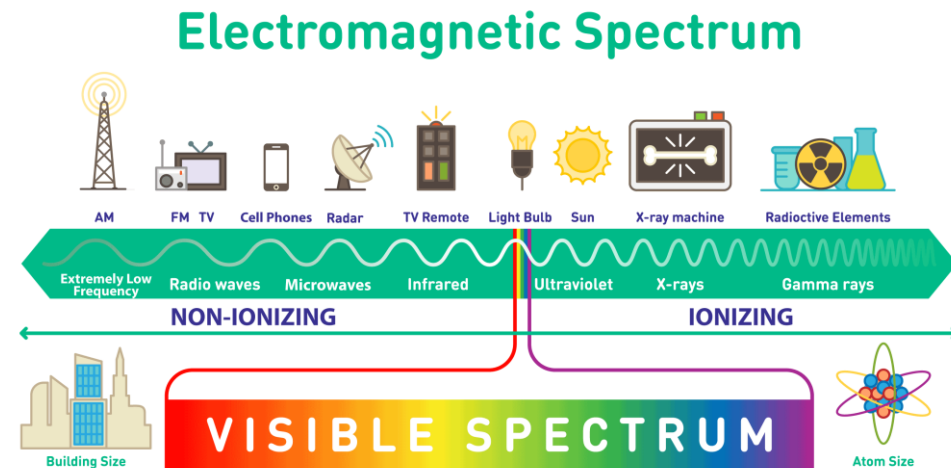 Electromagnetic Spectrum
AM FM TV Cell Phones Radar TV Remote Light Bulb Sun X-ray machine Radioctive Elements
Extremely Low
Frequency Radio waves Microwaves Infrared Ultraviolet X-rays Gamma rays
NON-IONIZING IONIZING
VISIBLE SPECTRUM
Building Size Atom Size